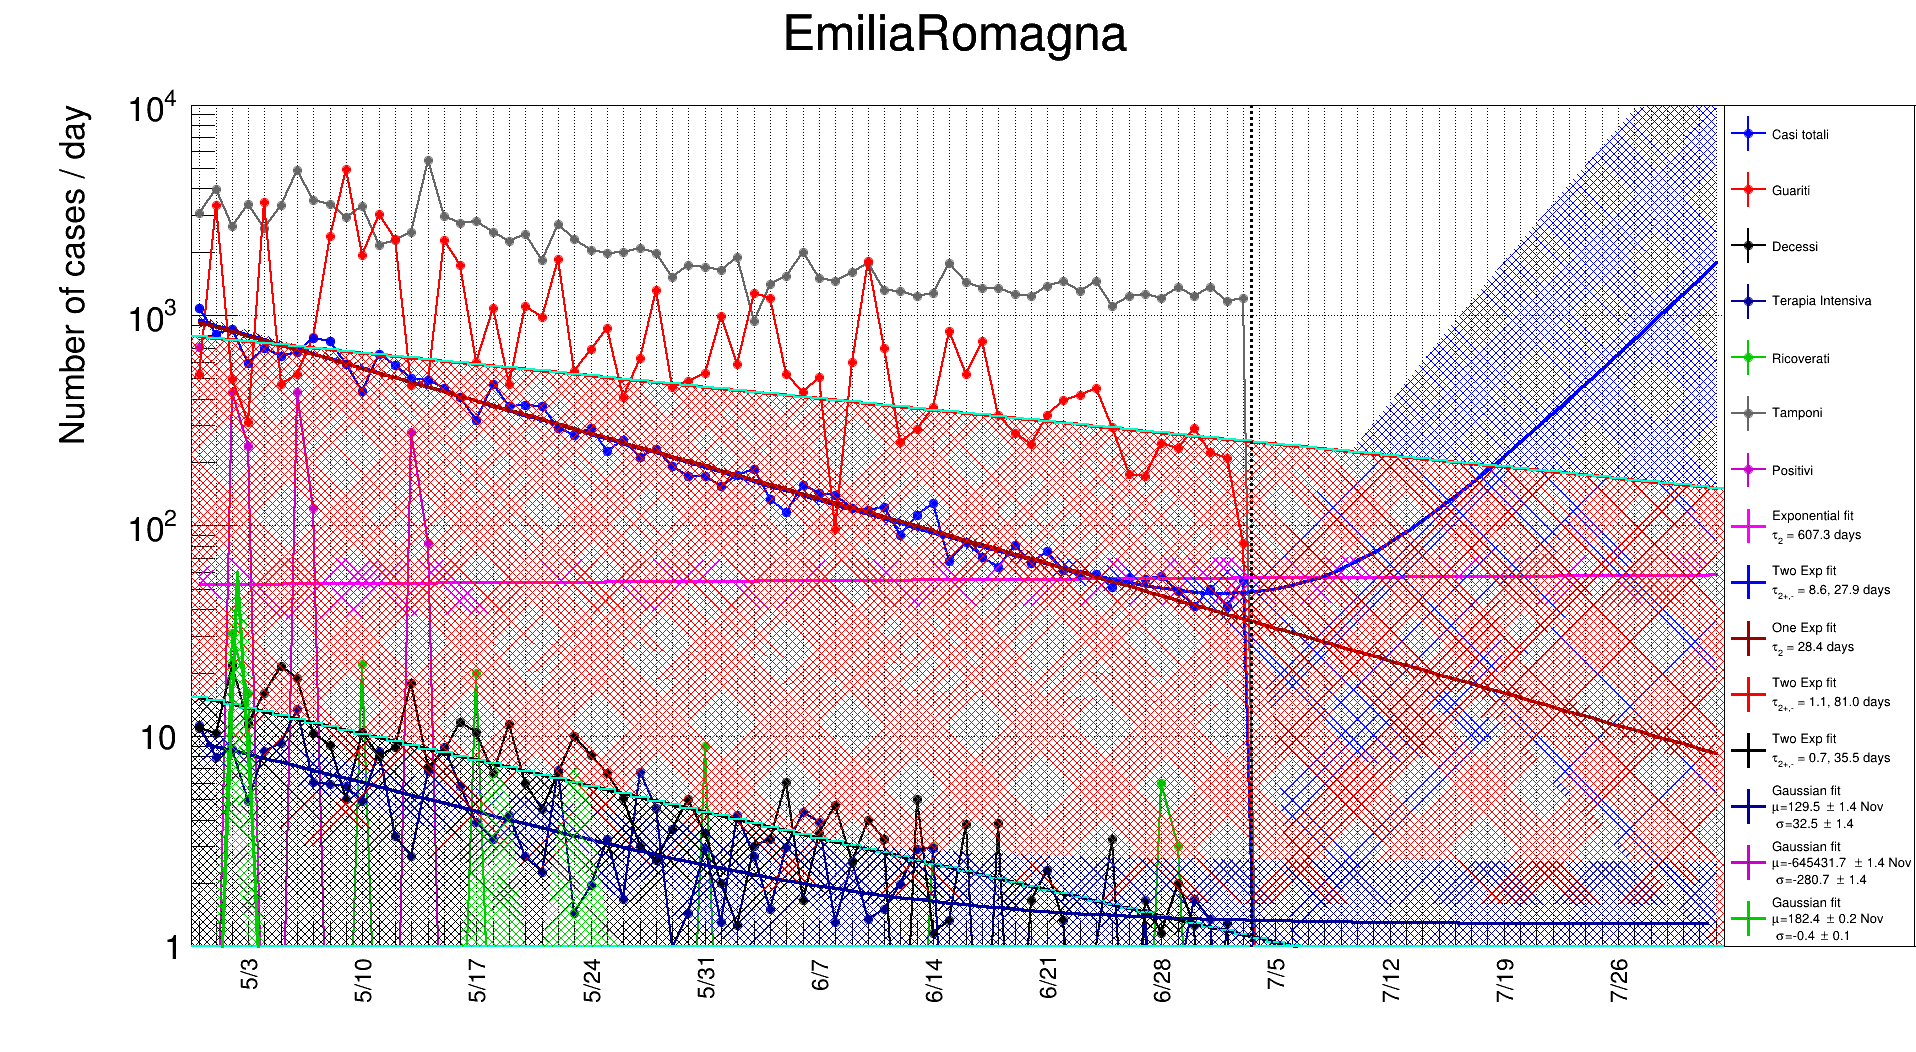 EmiliaRomagna
Number of cases / day
10^4
10^3
10^2
10
1
5/3
5/10
5/17
5/24
5/31
6/7
6/14
6/21
6/28
7/5
7/12
7/19
7/26
Casi totali
Guariti
Decessi
Terapia Intensiva
Ricoverati
Tamponi
Positivi
Exponential fit
τ2 = 607.3 days
Two Exp fit
τ2+,- = 8.6, 27.9 days
One Exp fit
τ2 = 28.4 days
Two Exp fit
τ2+,- = 1.1, 81.0 days
Two Exp fit
τ2+,- = 0.7, 35.5 days
Gaussian fit
μ=129.5 ± 1.4 Nov
σ=32.5 ± 1.4
Gaussian fit
μ=-645431.7 ± 1.4 Nov
σ=-280.7 ± 1.4
Gaussian fit
μ=182.4 ± 0.2 Nov
σ=-0.4 ± 0.1